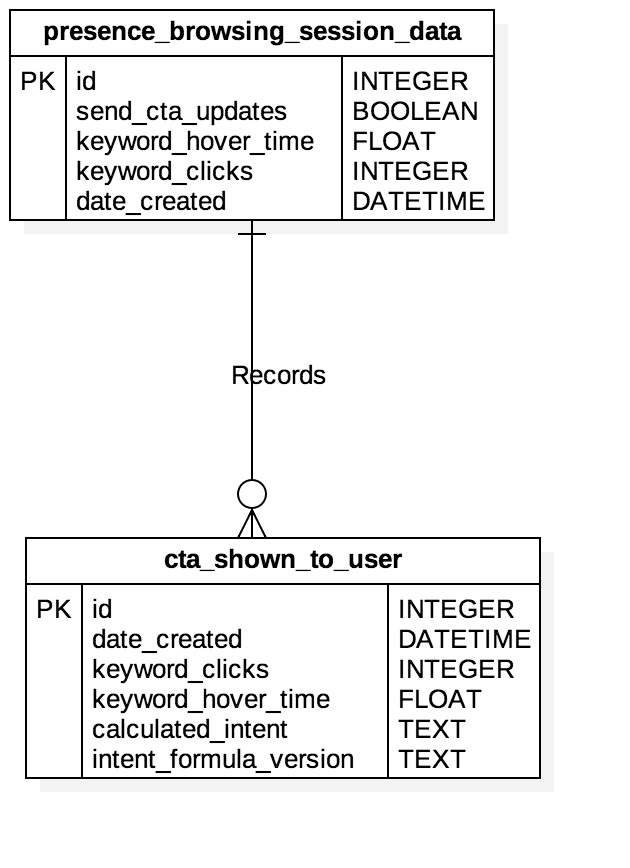 presence_browsing_session_data
PK id INTEGER
send_cta_updates BOOLEAN
keyword_hover_time FLOAT
keyword_clicks INTEGER
date_created DATETIME
Records
cta_shown_to_user
PK id INTEGER
date_created DATETIME
keyword_clicks INTEGER
keyword_hover_time FLOAT
calculated_intent TEXT
intent_formula_version TEXT